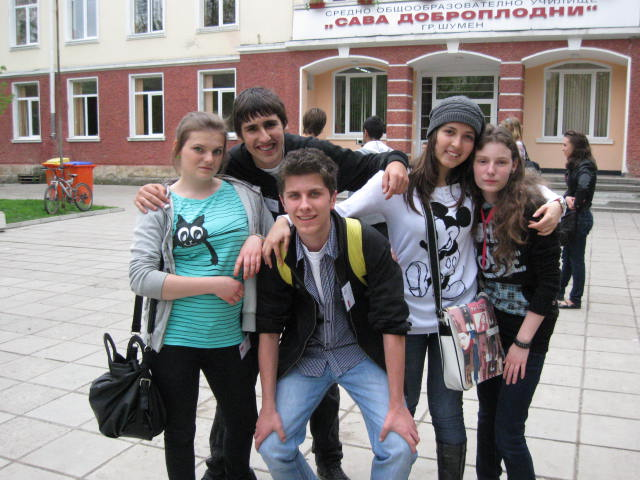 СРЕДНО ОБЩООБРАЗОВАТЕЛНО УЧИЛИЩЕ
"САВА ДОБРОПЛОДНИ"
ГР. ШУМЕН